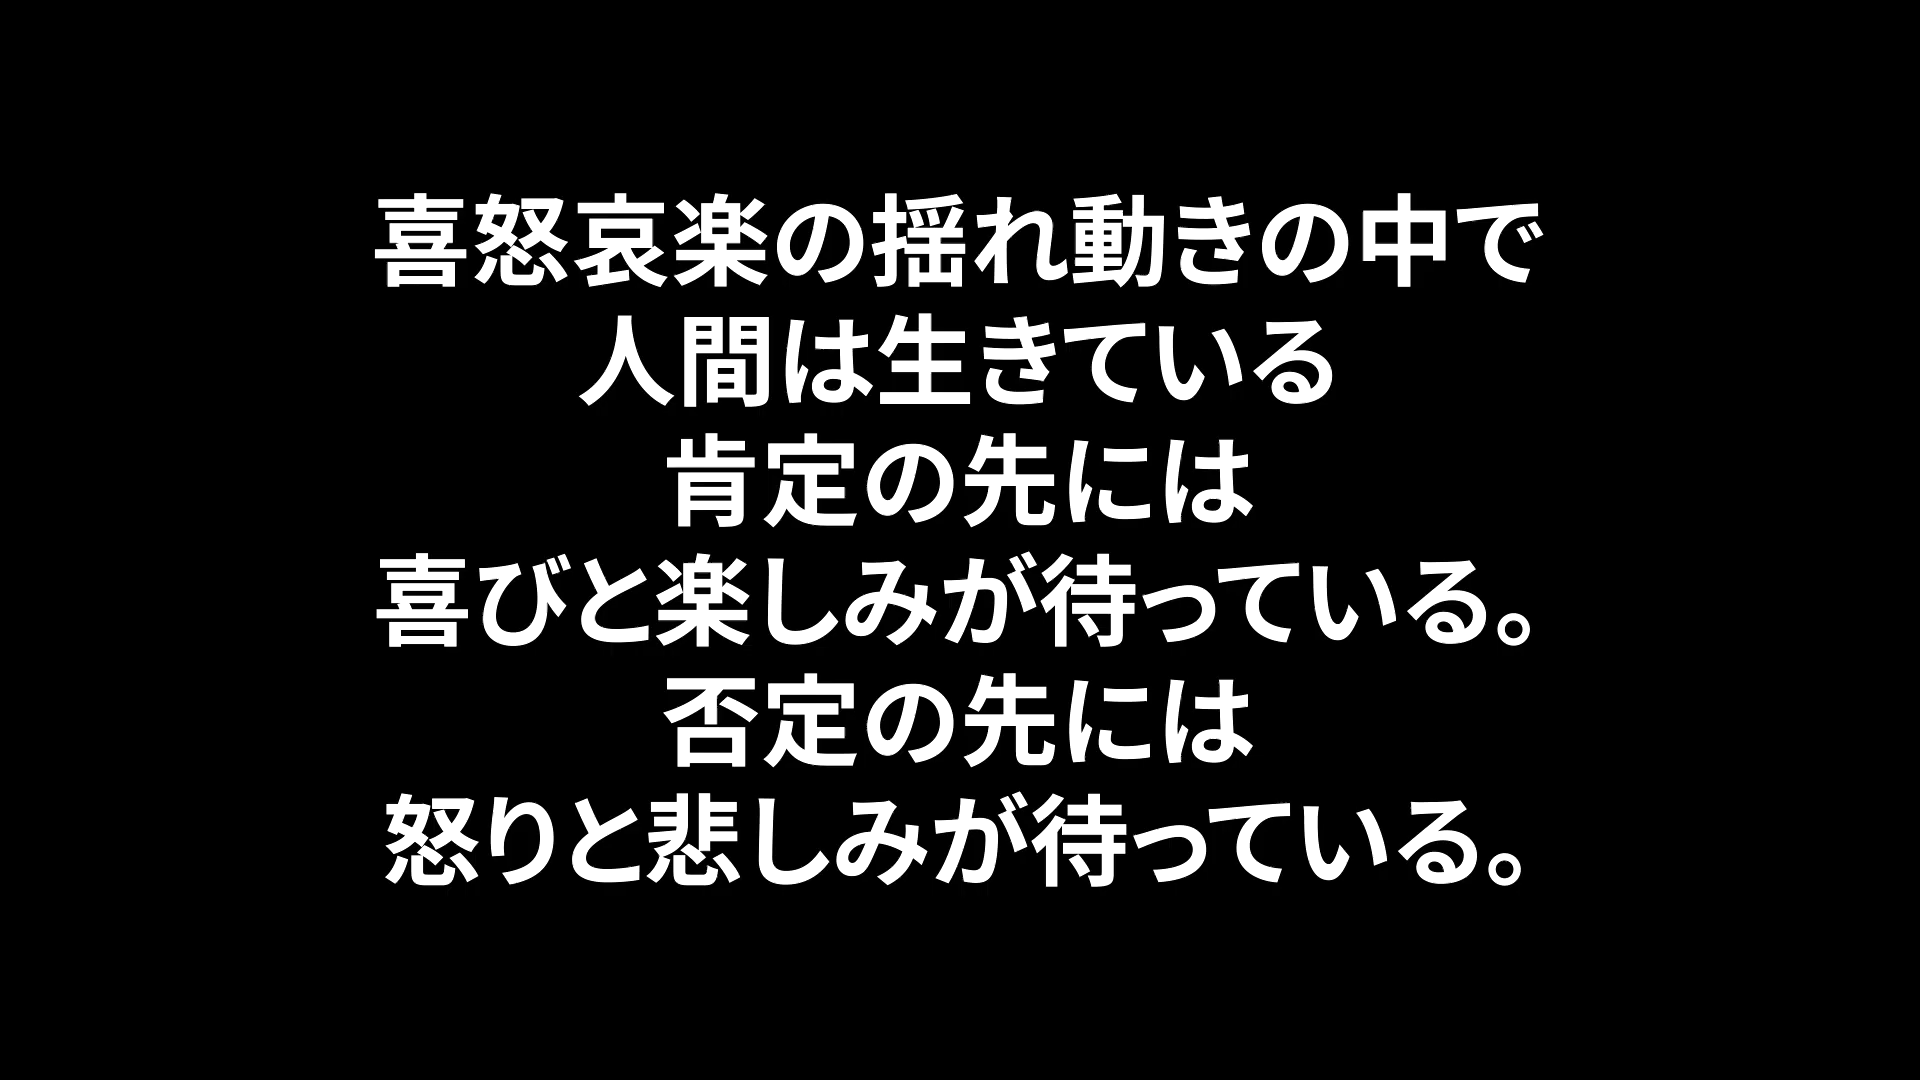 喜怒哀楽の揺れ動きの中で
人間は生きている
肯定の先には
喜びと楽しみが待っている。
否定の先には
怒りと悲しみが待っている。